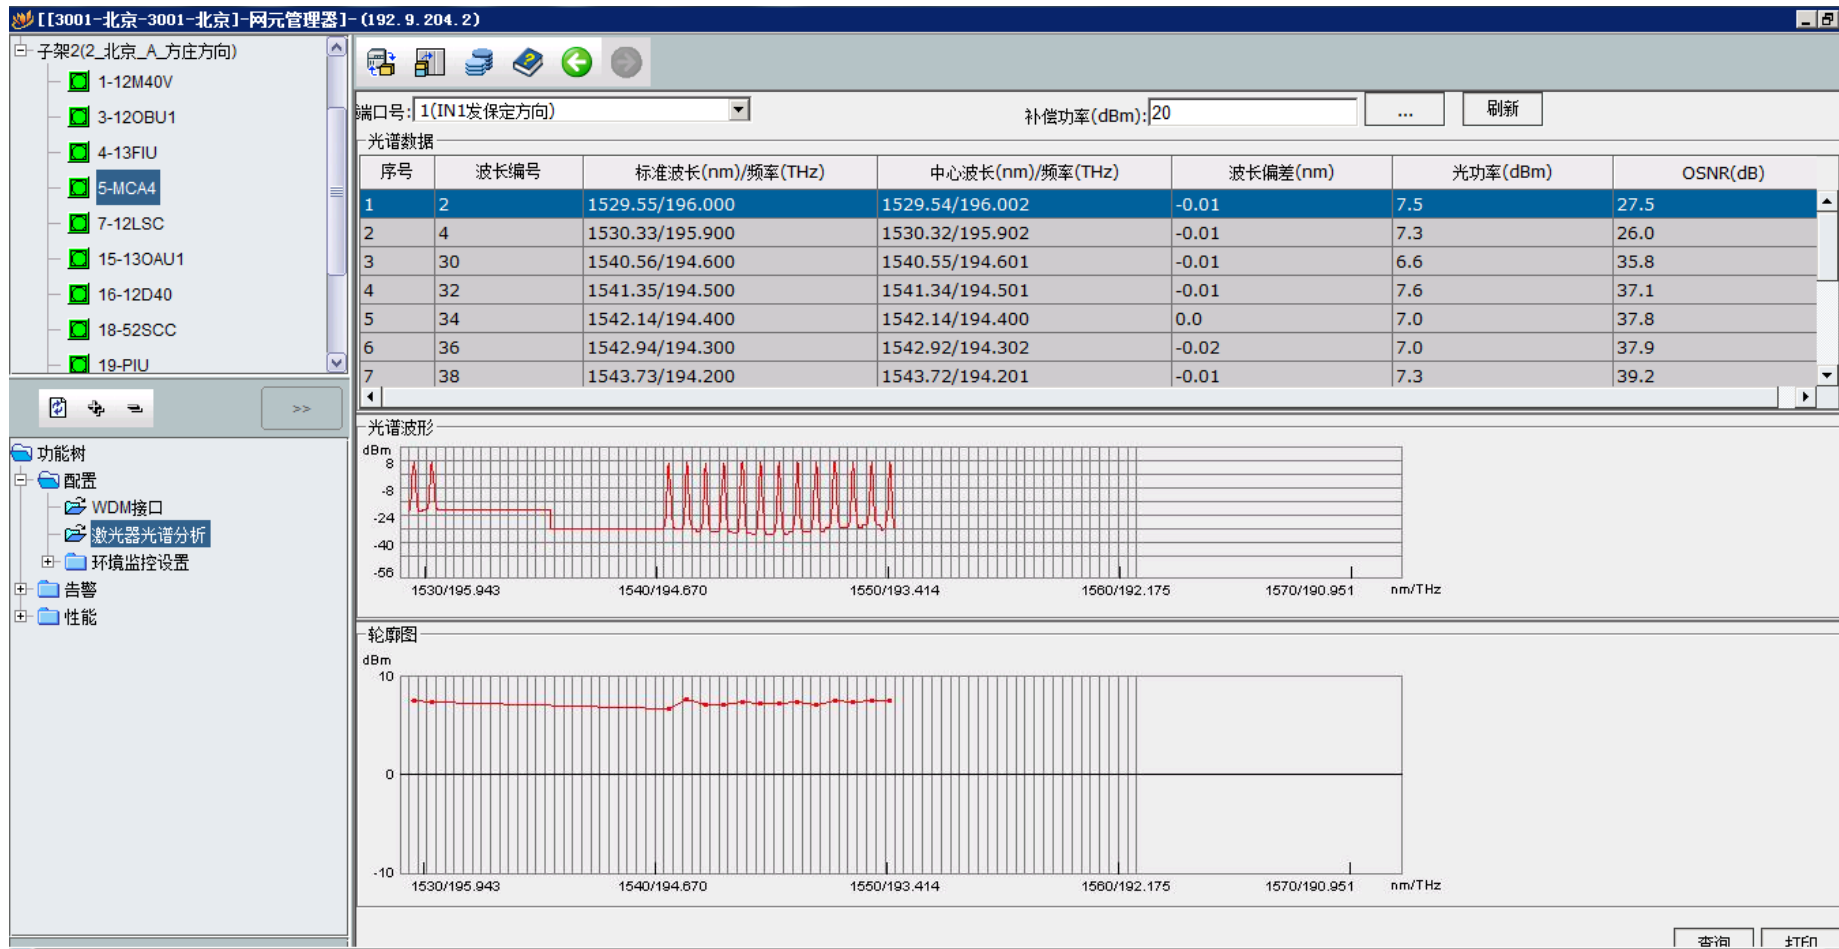 [[3001-北京-3001-北京]-网元管理器]-(192.9.204.2)
子架2(2_北京_A_方庄方向)
1-12M40V
3-12OBU1
4-13FIU
5-MCA4
7-12LSC
15-13OAU1
16-12D40
18-52SCC
19-PIU
>>
功能树
配置
WDM接口
激光器光谱分析
环境监控设置
告警
性能
端口号: 1(IN1发保定方向) 补偿功率(dBm): 20 ... 刷新
光谱数据
序号 波长编号 标准波长(nm)/频率(THz) 中心波长(nm)/频率(THz) 波长偏差(nm) 光功率(dBm) OSNR(dB)
1 2 1529.55/196.000 1529.54/196.002 -0.01 7.5 27.5
2 4 1530.33/195.900 1530.32/195.902 -0.01 7.3 26.0
3 30 1540.56/194.600 1540.55/194.601 -0.01 6.6 35.8
4 32 1541.35/194.500 1541.34/194.501 -0.01 7.6 37.1
5 34 1542.14/194.400 1542.14/194.400 0.0 7.0 37.8
6 36 1542.94/194.300 1542.92/194.302 -0.02 7.0 37.9
7 38 1543.73/194.200 1543.72/194.201 -0.01 7.3 39.2
光谱波形
dBm
8
-8
-24
-40
-56
1530/195.943 1540/194.670 1550/193.414 1560/192.175 1570/190.951 nm/THz
轮廓图
dBm
10
0
-10
1530/195.943 1540/194.670 1550/193.414 1560/192.175 1570/190.951 nm/THz
查询 打印